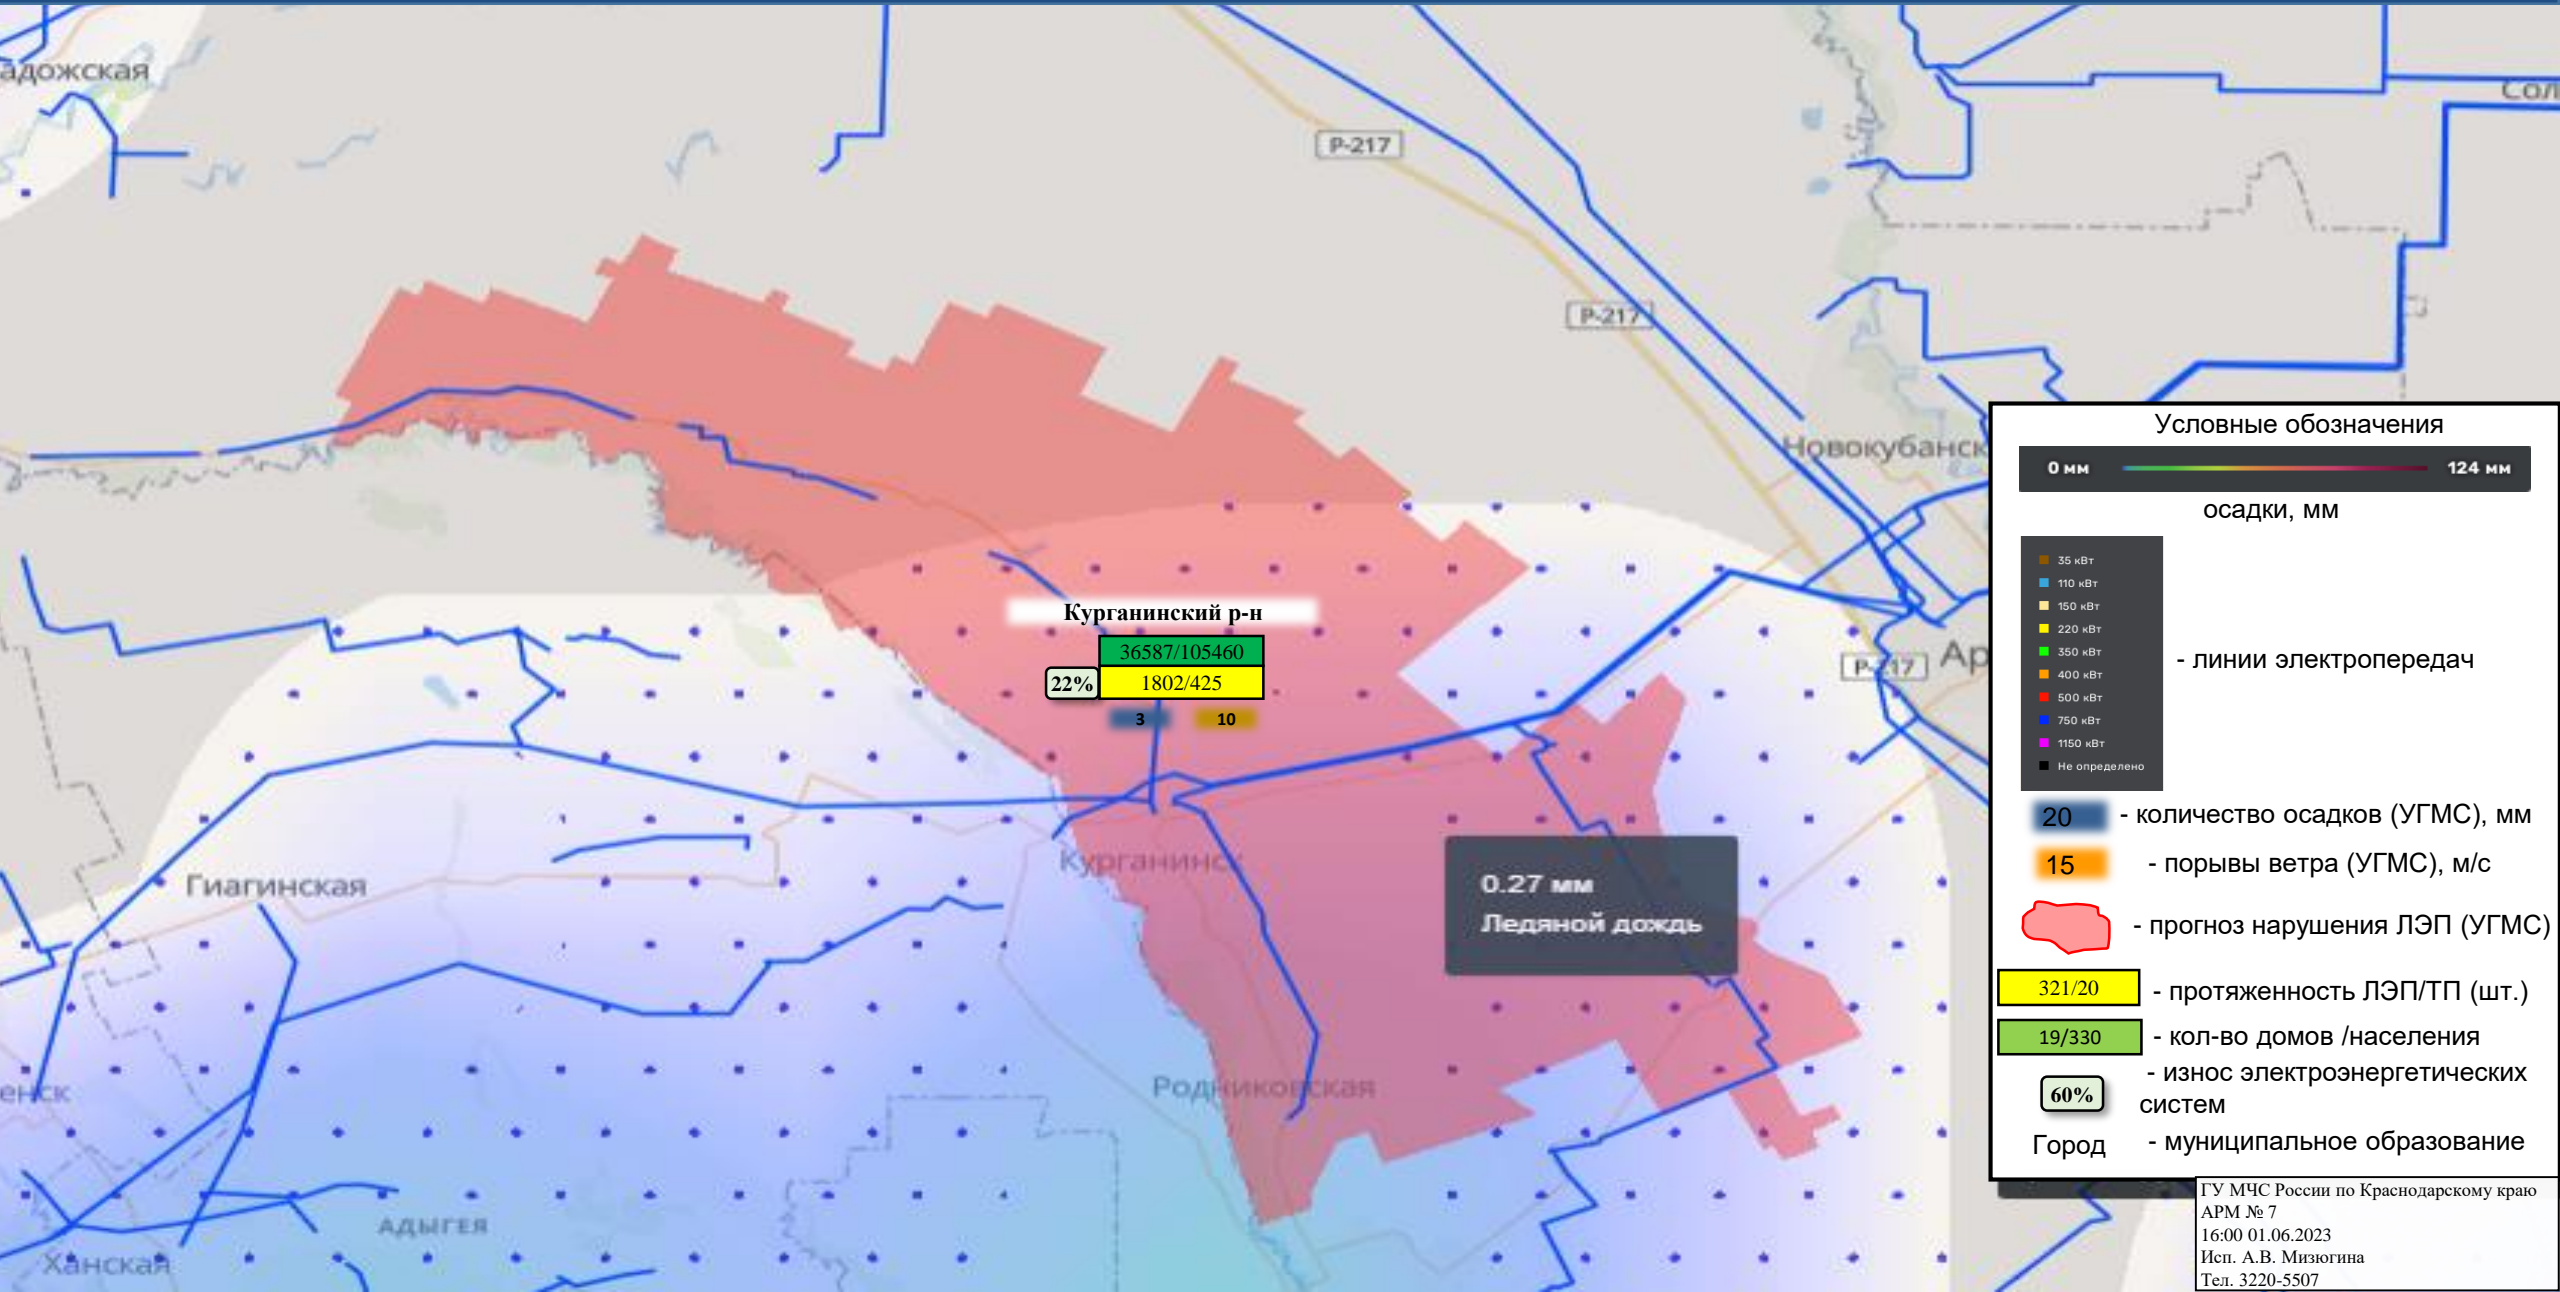 адожская
Сол
Р-217
Р-217
Новокубанск
Курганинский р-н
36587/105460
22%
1802/425
3
10
Р-217
Ар
Курганинск
Гиагинская
0.27 мм
Ледяной дождь
Родниковская
енск
АДЫГЕЯ
Ханская
Условные обозначения
0 мм
124 мм
осадки, мм
35 кВт
110 кВт
150 кВт
220 кВт
350 кВт
400 кВт
500 кВт
750 кВт
1150 кВт
Не определено
- линии электропередач
20 - количество осадков (УГМС), мм
15 - порывы ветра (УГМС), м/с
- прогноз нарушения ЛЭП (УГМС)
321/20 - протяженность ЛЭП/ТП (шт.)
19/330 - кол-во домов /населения
60% - износ электроэнергетических
систем
Город - муниципальное образование
ГУ МЧС России по Краснодарскому краю
АРМ № 7
16:00 01.06.2023
Исп. А.В. Мизюгина
Тел. 3220-5507